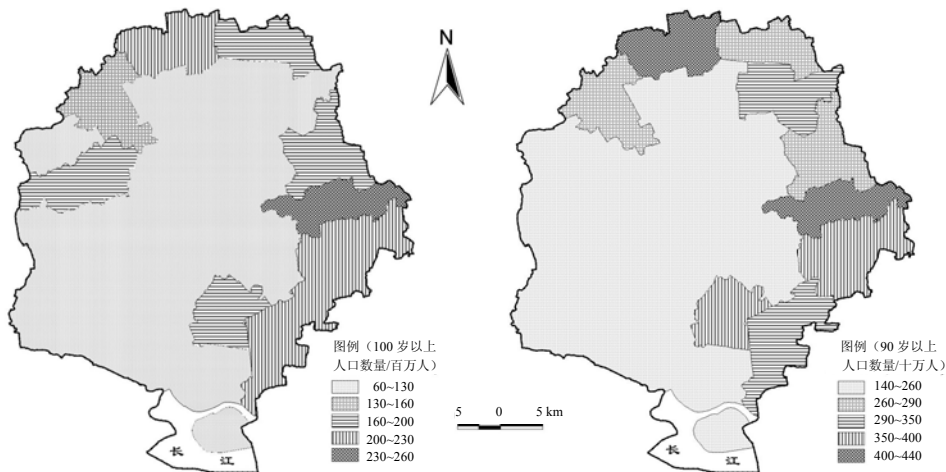 N
图例（100 岁以上
人口数量/百万人）
60~130
130~160
160~200
200~230
230~260
长 江
5 0 5 km
图例（90 岁以上
人口数量/十万人）
140~260
260~290
290~350
350~400
400~440
长 江